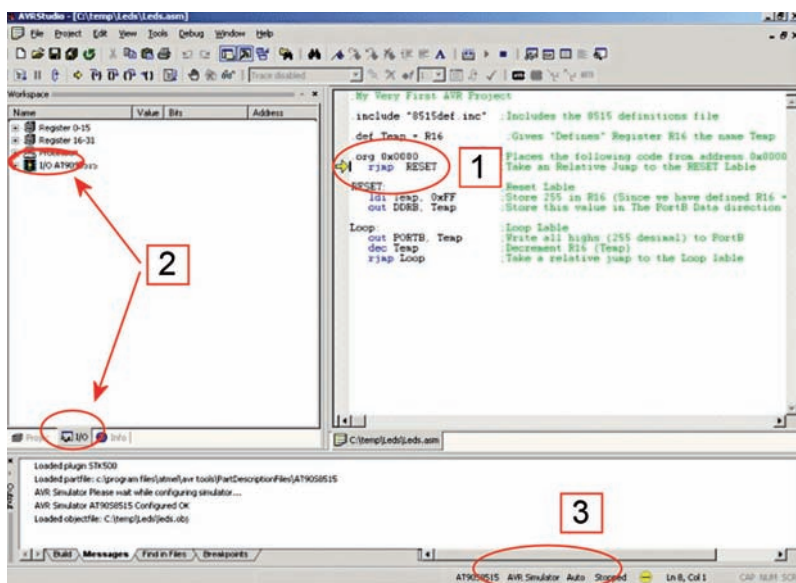 AVRStudio - [C:\temp\Leds\Leds.asm]
File Project Edit View Tools Debug Window Help
Trace disabled
Workspace
Name Value Bits Address
Register 0-15
Register 16-31
Processor
I/O AT90S8515
2
I/O Info
;My Very First AVR Project
.include "8515def.inc" ;Includes the 8515 definitions file
.def Temp = R16 ;Gives "Defines" Register R16 the name Temp
.org 0x0000 ;Places the following code from address 0x0000
rjmp RESET ;Take an Relative Jump to the RESET Lable
1
RESET: ;Reset Lable
ldi Temp, 0xFF ;Store 255 in R16 (Since we have defined R16 =
out DDRB, Temp ;Store this value in The PortB Data direction
Loop: ;Loop Lable
out PORTB, Temp ;Write all highs (255 desimal) to PortB
dec Temp ;Decrement R16 (Temp)
rjmp Loop ;Take a relative jump to the Loop lable
C:\temp\Leds\Leds.asm
Loaded plugin STK500
Loaded partfile: c:\program files\atmel\avr tools\PartDescriptionFiles\AT90S8515
AVR Simulator Please wait while configuring simulator...
AVR Simulator AT90S8515 Configured OK
Loaded objectfile: C:\temp\Leds\leds.obj
3
Build Messages Find in Files Breakpoints
AT90S8515 AVR Simulator Auto Stopped Ln 8, Col 1 CAP NUM